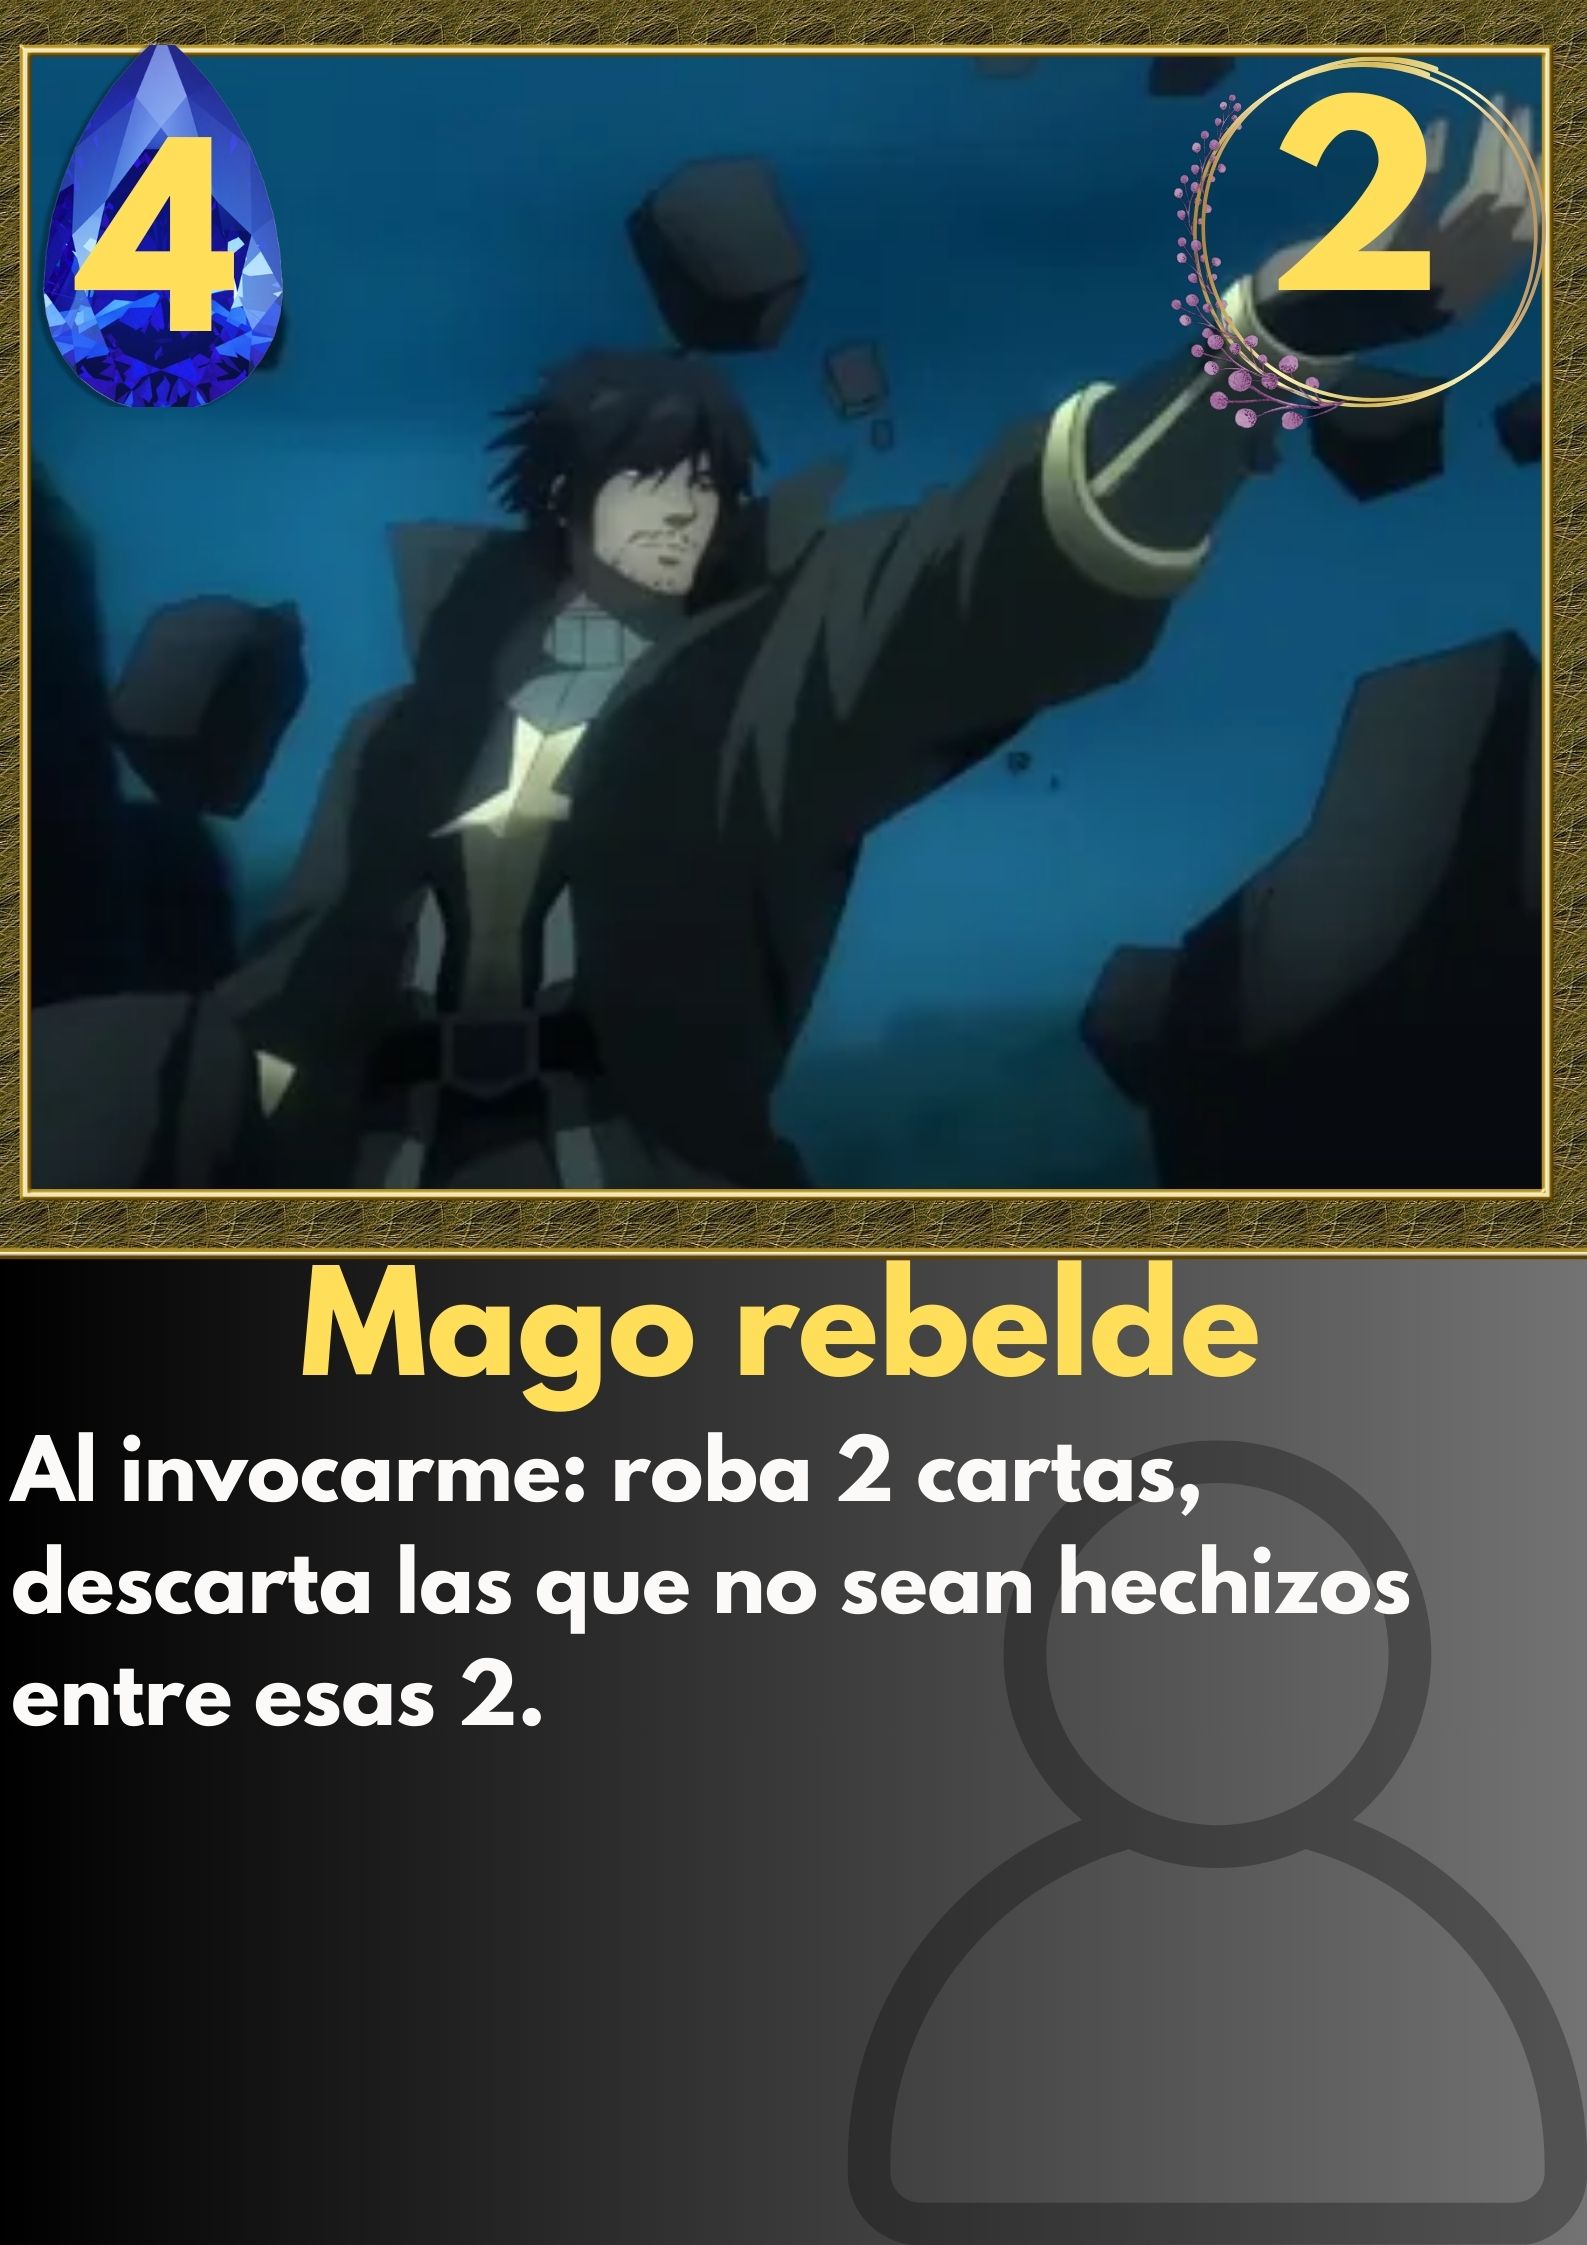 4
2
Mago rebelde
Al invocarme: roba 2 cartas,
descarta las que no sean hechizos
entre esas 2.